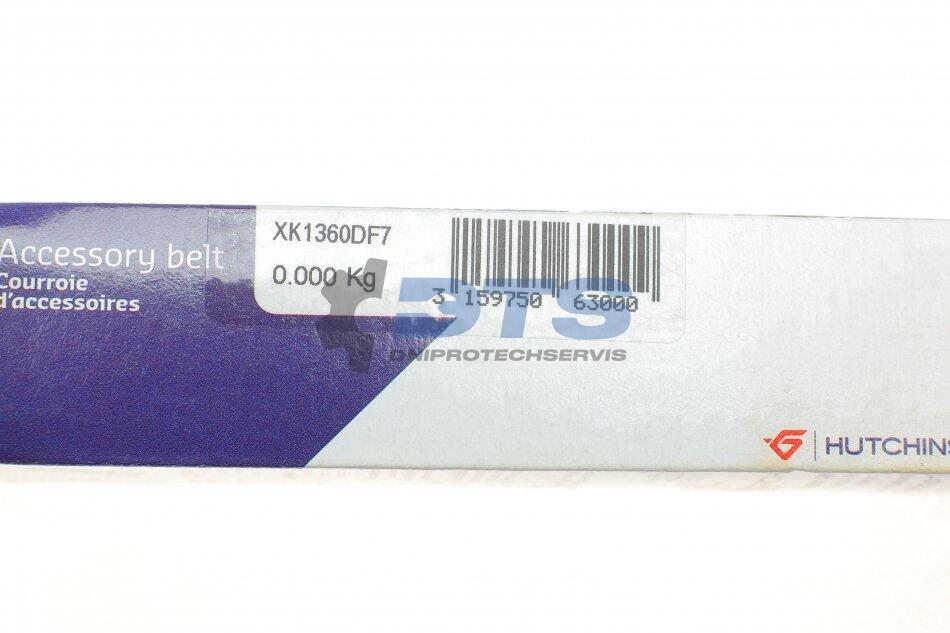 Accessory belt
Courroie
d'accessoires
XK1360DF7
0.000 Kg
3 159750 63000
DTS
DNIPROTECHSERVIS
HUTCHINS